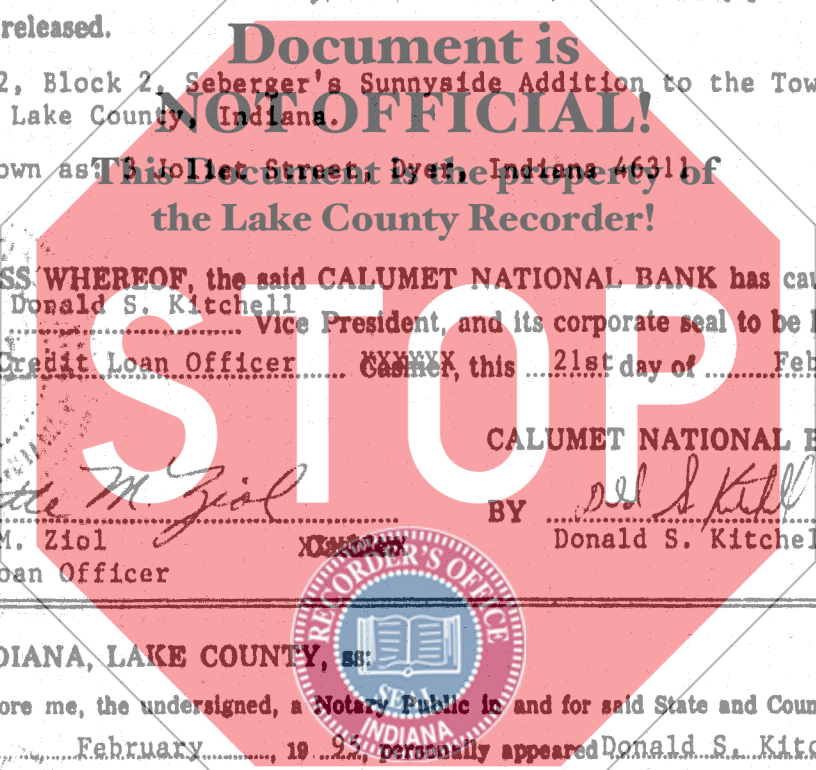 released.
Document is
2, Block 2, Seberger's Sunnyside Addition to the Tow
NOT OFFICIAL!
Lake County, Indiana.
own as: 3 Joliet Street, Dyer, Indiana 46311
This Document is the property of
the Lake County Recorder!
SS WHEREOF, the said CALUMET NATIONAL BANK has cau
Donald S. Kitchell
Vice President, and its corporate seal to be
Credit Loan Officer XXXXXX Cashier, this 21st day of Feb
STOP
CALUMET NATIONAL B
M. Ziol
BY
M. Ziol
Donald S. Kitchel
oan Officer
RECORDER'S OFFICE
SEAL
INDIANA
DIANA, LAKE COUNTY, ss:
ore me, the undersigned, a Notary Public in and for said State and Coun
February, 19 95, personally appeared Donald S. Kitc